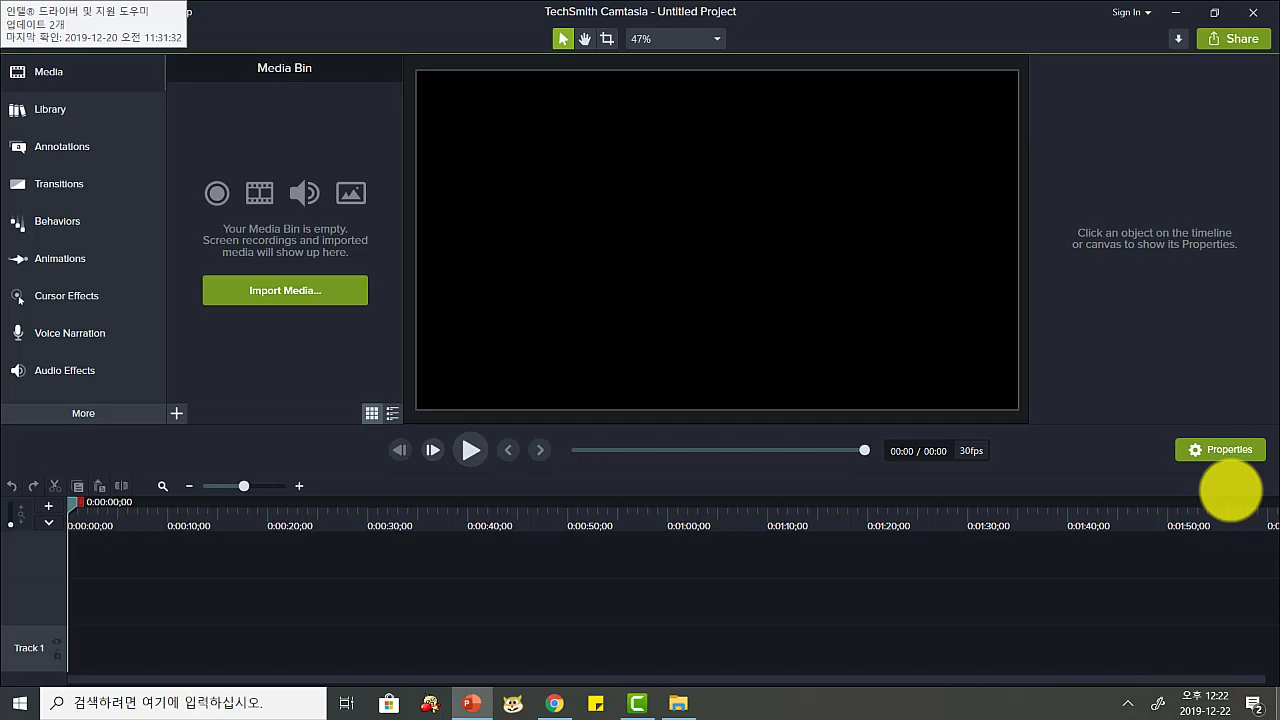 인텔® 드라이버 및 지원 도우미
업데이트 2개
마지막 확인: 2019-12-20 오전 11:31:32
p
TechSmith Camtasia - Untitled Project
Sign In
47%
Share
Media
Library
Annotations
Transitions
Behaviors
Animations
Cursor Effects
Voice Narration
Audio Effects
More
Media Bin
Your Media Bin is empty.
Screen recordings and imported
media will show up here.
Import Media...
Click an object on the timeline
or canvas to show its Properties.
00:00 / 00:00 30fps
Properties
0:00:00;00
0:00:00;00 0:00:10;00 0:00:20;00 0:00:30;00 0:00:40;00 0:00:50;00 0:01:00;00 0:01:10;00 0:01:20;00 0:01:30;00 0:01:40;00 0:01:50;00
Track 1
검색하려면 여기에 입력하십시오.
오후 12:22
2019-12-22
2